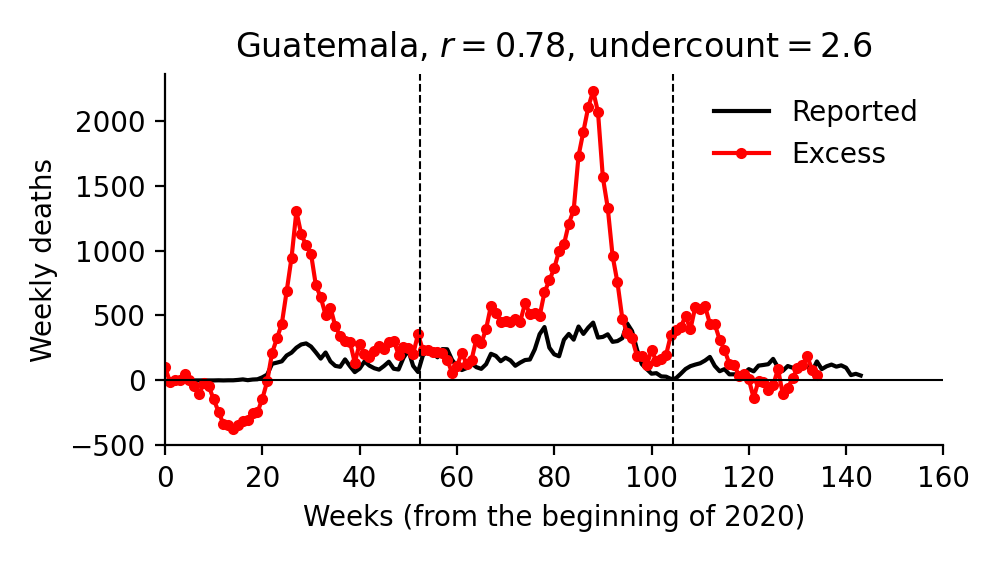 Guatemala, r = 0.78, undercount = 2.6
Reported
Excess
Weekly deaths
2000
1500
1000
500
0
−500
0 20 40 60 80 100 120 140 160
Weeks (from the beginning of 2020)